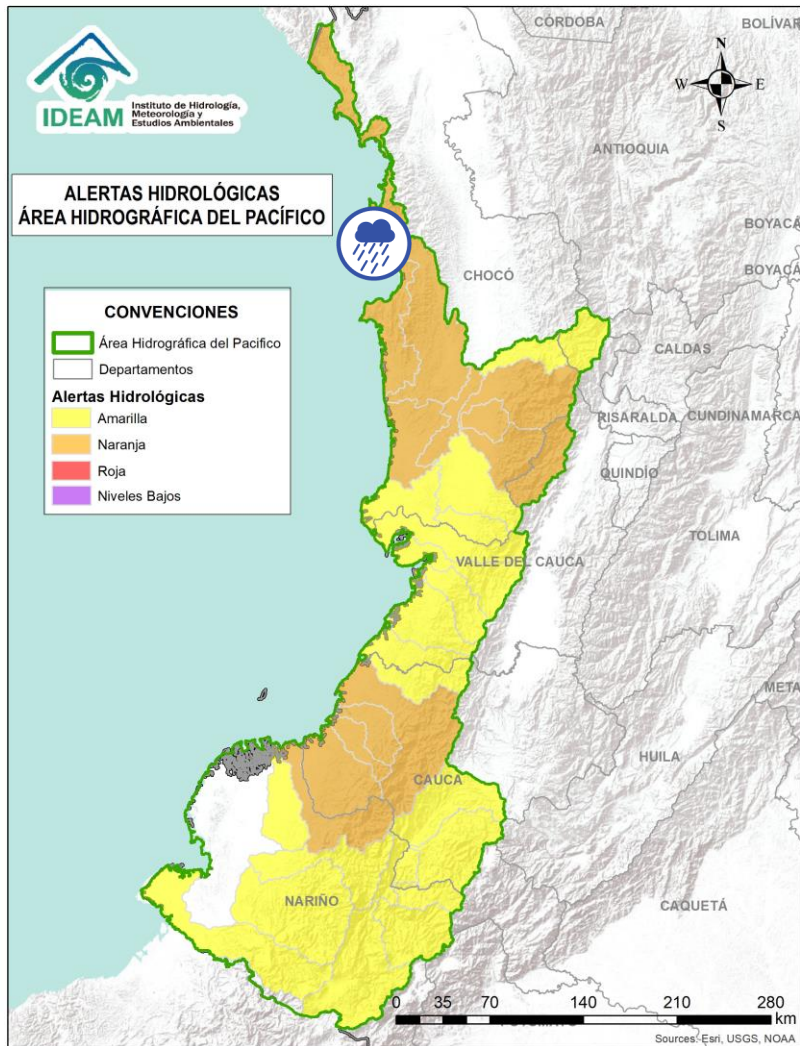 IDEAM
Instituto de Hidrología,
Meteorología y
Estudios Ambientales
ALERTAS HIDROLÓGICAS
ÁREA HIDROGRÁFICA DEL PACÍFICO
CONVENCIONES
Área Hidrográfica del Pacifico
Departamentos
Alertas Hidrológicas
Amarilla
Naranja
Roja
Niveles Bajos
N
W E
S
CÓRDOBA
BOLÍVAR
ANTIOQUIA
BOYACÁ
BOYACÁ
CHOCÓ
CALDAS
RISARALDA
CUNDINAMARCA
QUINDÍO
TOLIMA
VALLE DEL CAUCA
META
HUILA
CAUCA
NARIÑO
CAQUETÁ
0 35 70 140 210 280
km
Sources: Esri, USGS, NOAA